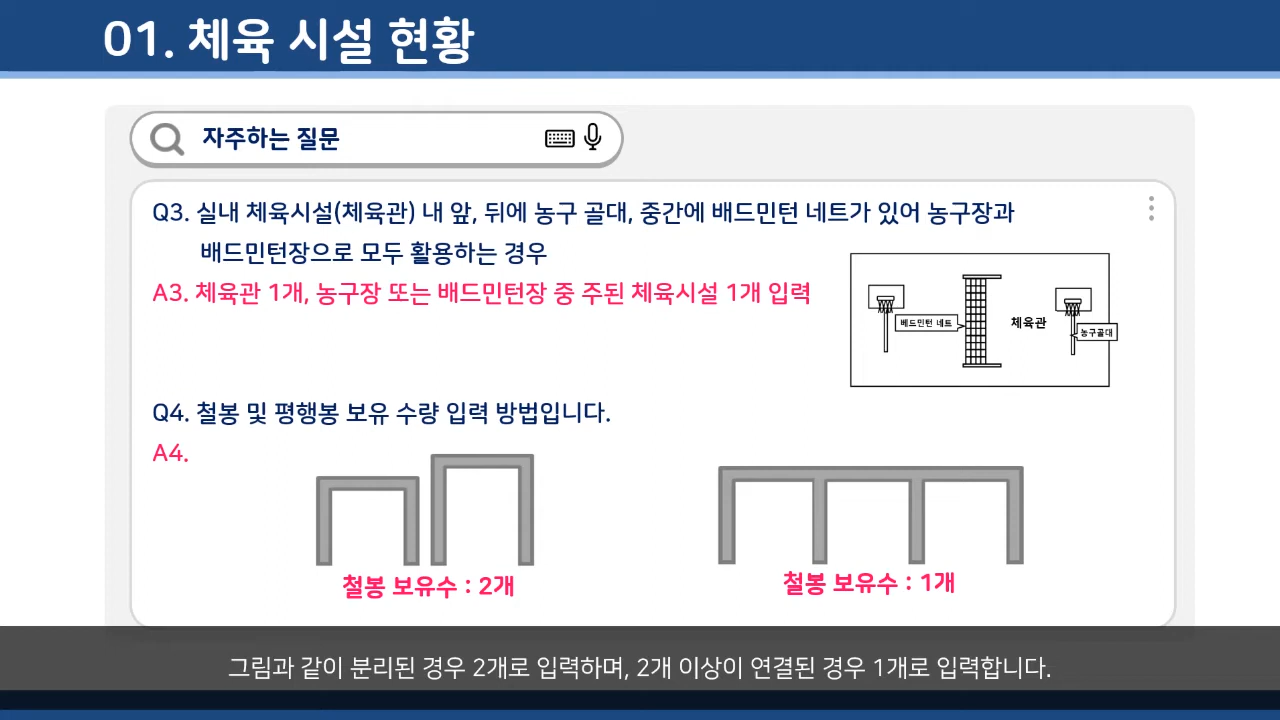 01. 체육 시설 현황
자주하는 질문
Q3. 실내 체육시설(체육관) 내 앞, 뒤에 농구 골대, 중간에 배드민턴 네트가 있어 농구장과
배드민턴장으로 모두 활용하는 경우
A3. 체육관 1개, 농구장 또는 배드민턴장 중 주된 체육시설 1개 입력
베드민턴 네트
체육관
농구골대
Q4. 철봉 및 평행봉 보유 수량 입력 방법입니다.
A4.
철봉 보유수 : 2개
철봉 보유수 : 1개
그림과 같이 분리된 경우 2개로 입력하며, 2개 이상이 연결된 경우 1개로 입력합니다.